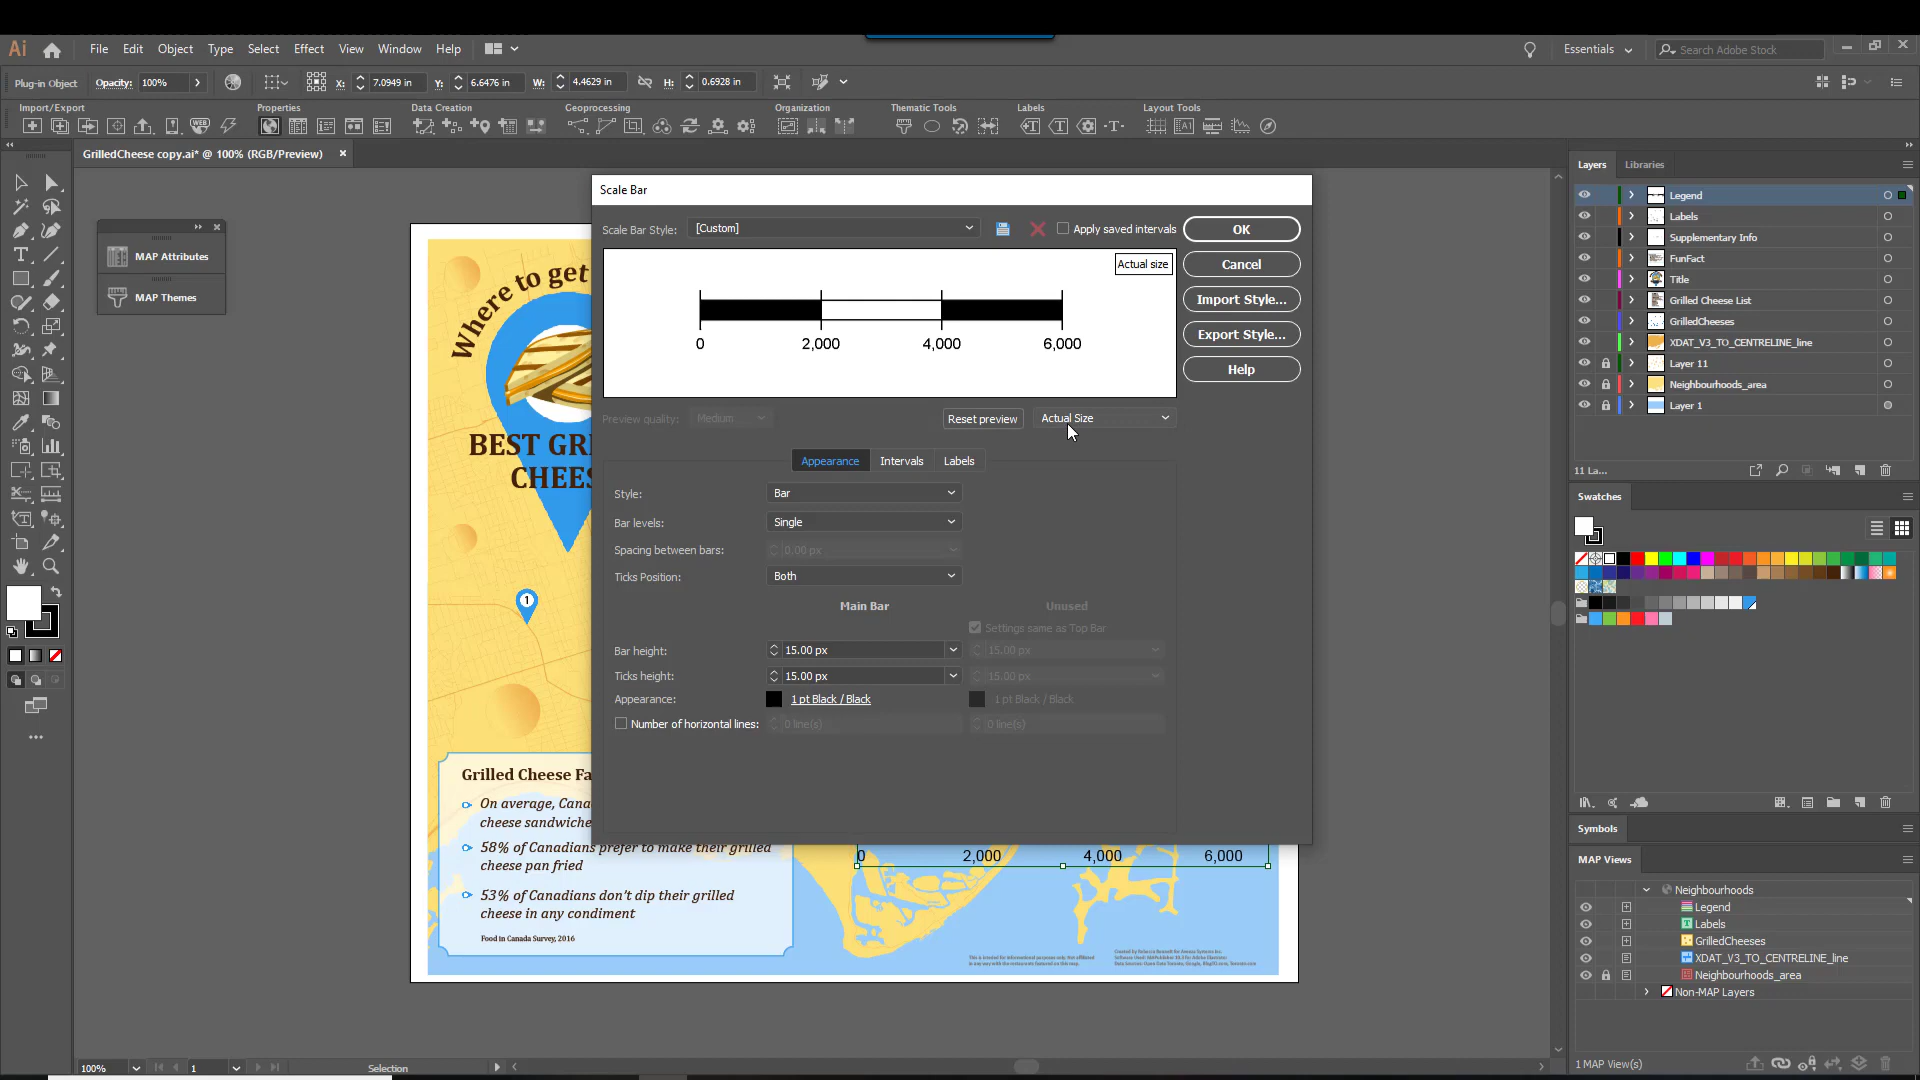 Ai File Edit Object Type Select Effect View Window Help Essentials Search Adobe Stock
Plug-in Object Opacity: 100% X: 7.0949 in Y: 6.6476 in W: 4.4629 in H: 0.6928 in
Import/Export Properties Data Creation Geoprocessing Organization Thematic Tools Labels Layout Tools
GrilledCheese copy.ai* @ 100% (RGB/Preview)
MAP Attributes
MAP Themes
Where to get
BEST GRI
CHEES
1
Grilled Cheese Fa
On average, Cana
cheese sandwiche
58% of Canadians prefer to make their grilled
cheese pan fried
53% of Canadians don't dip their grilled
cheese in any condiment
Food in Canada Survey, 2016
Scale Bar
Scale Bar Style: [Custom] Apply saved intervals OK
Actual size
Cancel
Import Style...
Export Style...
Help
0 2,000 4,000 6,000
Preview quality: Medium Reset preview Actual Size
Appearance Intervals Labels
Style: Bar
Bar levels: Single
Spacing between bars: 0.00 px
Ticks Position: Both
Main Bar Unused
Settings same as Top Bar
Bar height: 15.00 px 15.00 px
Ticks height: 15.00 px 15.00 px
Appearance: 1 pt Black / Black 1 pt Black / Black
Number of horizontal lines: 0 line(s) 0 line(s)
0 2,000 4,000 6,000
Layers Libraries
Legend
Labels
Supplementary Info
FunFact
Title
Grilled Cheese List
GrilledCheeses
XDAT_V3_TO_CENTRELINE_line
Layer 11
Neighbourhoods_area
Layer 1
11 La...
Swatches
Symbols
MAP Views
Neighbourhoods
Legend
Labels
GrilledCheeses
XDAT_V3_TO_CENTRELINE_line
Neighbourhoods_area
Non-MAP Layers
1 MAP View(s)
100% 1 Selection